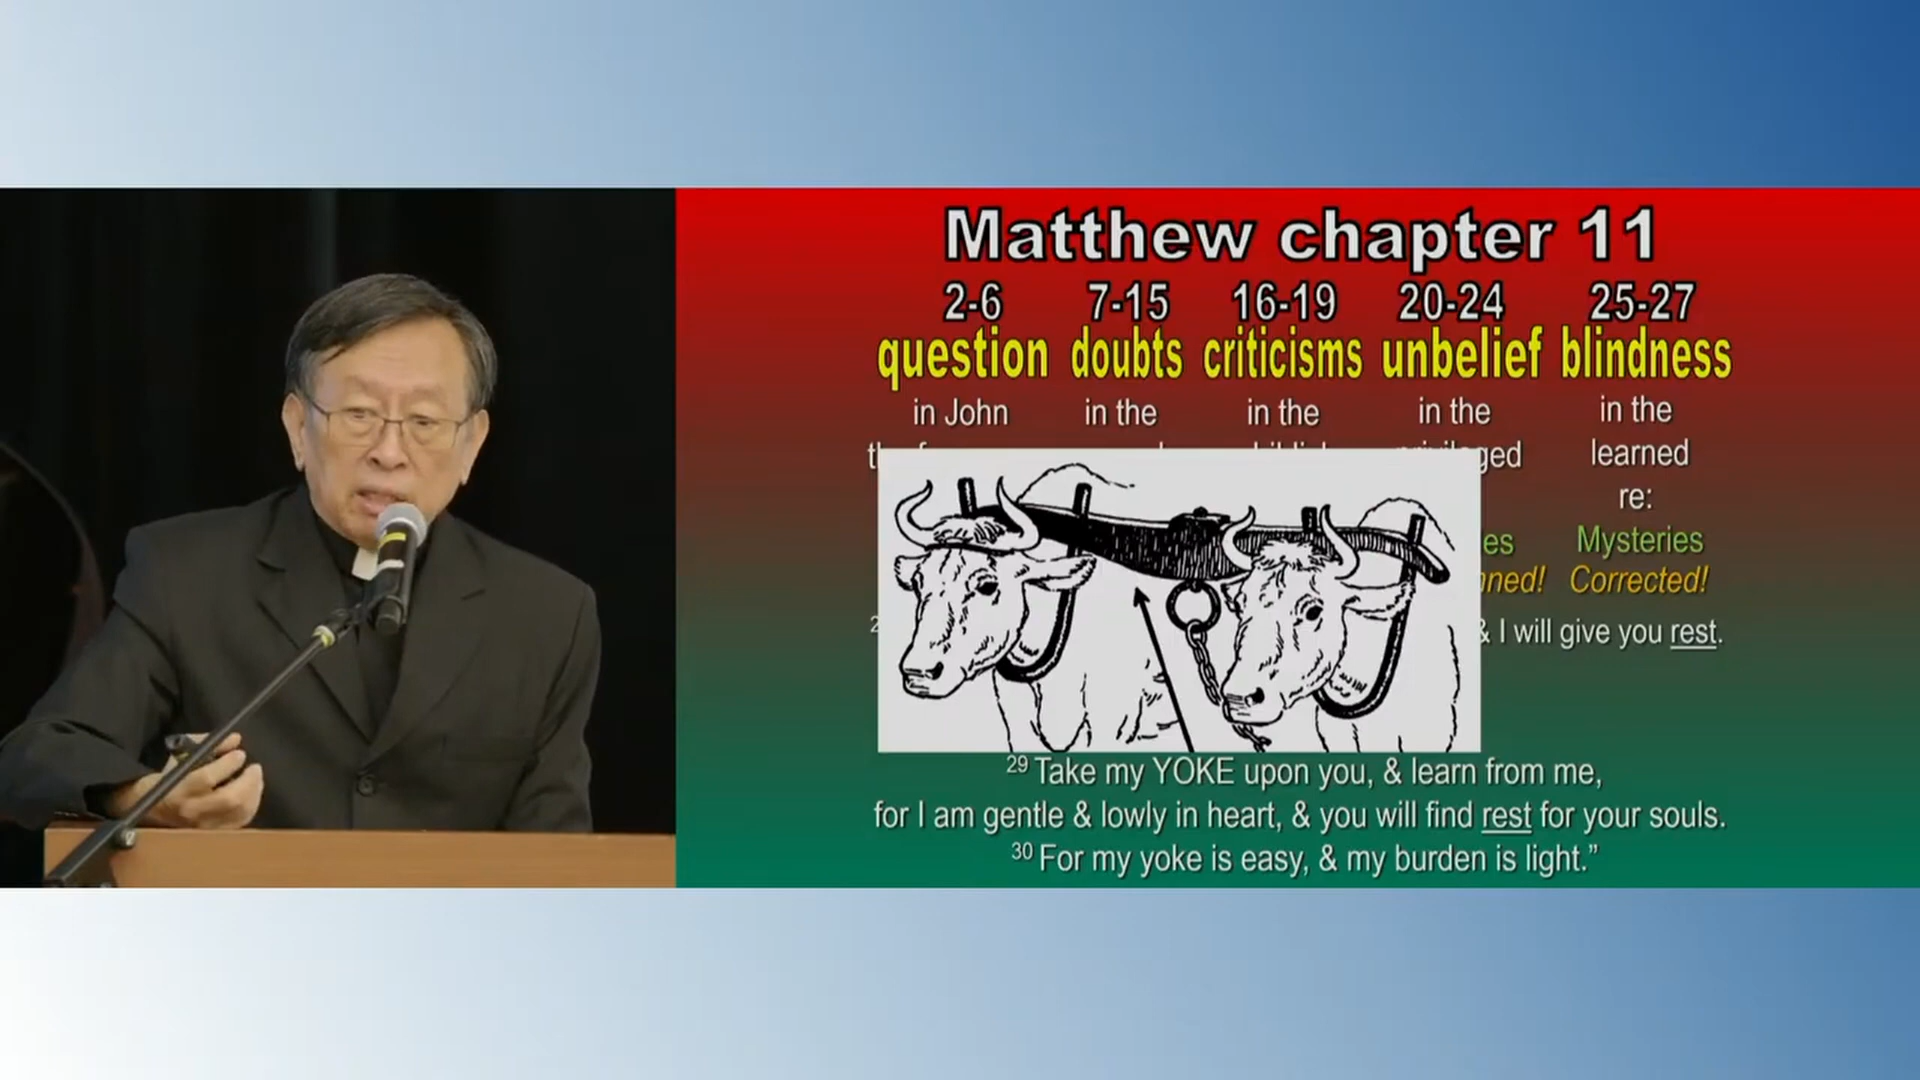 Matthew chapter 11
2-6 7-15 16-19 20-24 25-27
question doubts criticisms unbelief blindness
in John in the in the in the in the
learned
re:
Mysteries
Corrected!
& I will give you rest.
29 Take my YOKE upon you, & learn from me,
for I am gentle & lowly in heart, & you will find rest for your souls.
30 For my yoke is easy, & my burden is light.”